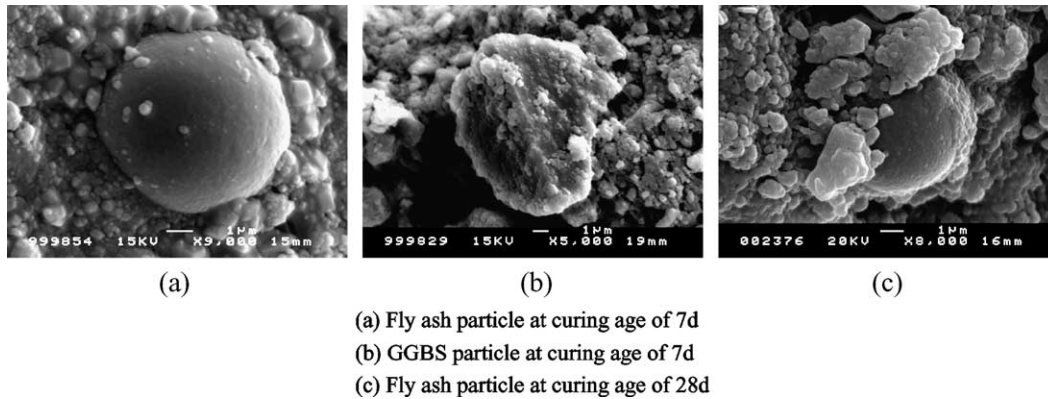 999854 15KV 1µm X9,000 15mm
999829 15KV 1µm X5,000 19mm
002376 20KV 1µm X8,000 16mm
(a)
(b)
(c)
(a) Fly ash particle at curing age of 7d
(b) GGBS particle at curing age of 7d
(c) Fly ash particle at curing age of 28d